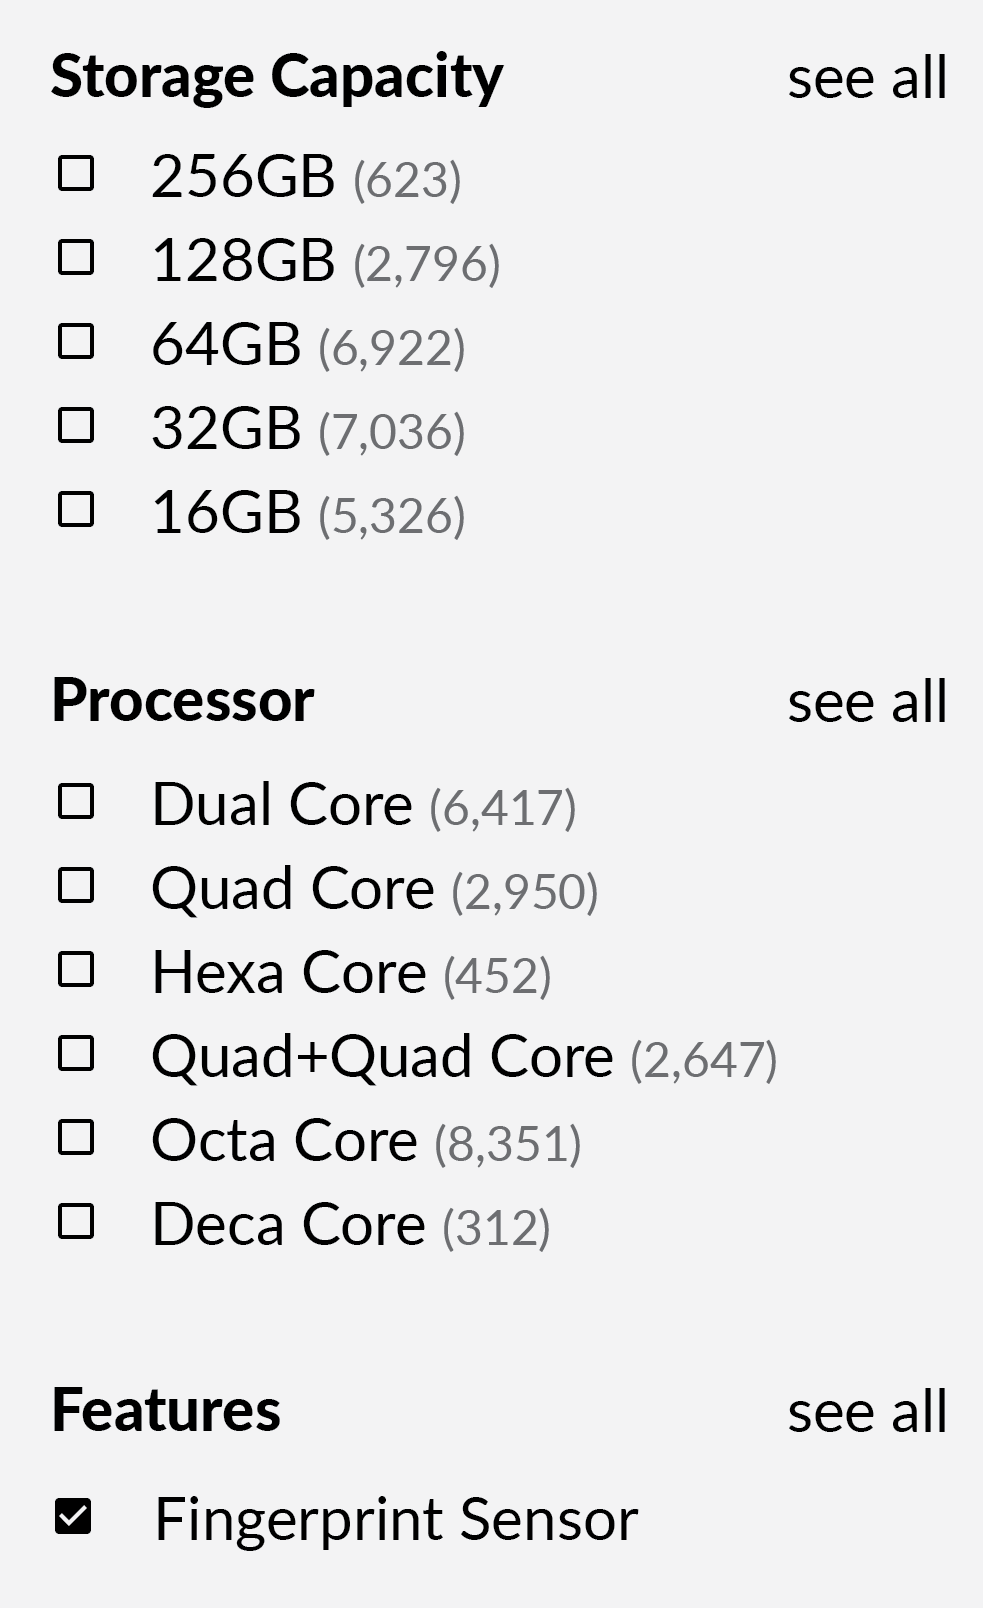 Storage Capacity see all
256GB (623)
128GB (2,796)
64GB (6,922)
32GB (7,036)
16GB (5,326)
Processor see all
Dual Core (6,417)
Quad Core (2,950)
Hexa Core (452)
Quad+Quad Core (2,647)
Octa Core (8,351)
Deca Core (312)
Features see all
Fingerprint Sensor